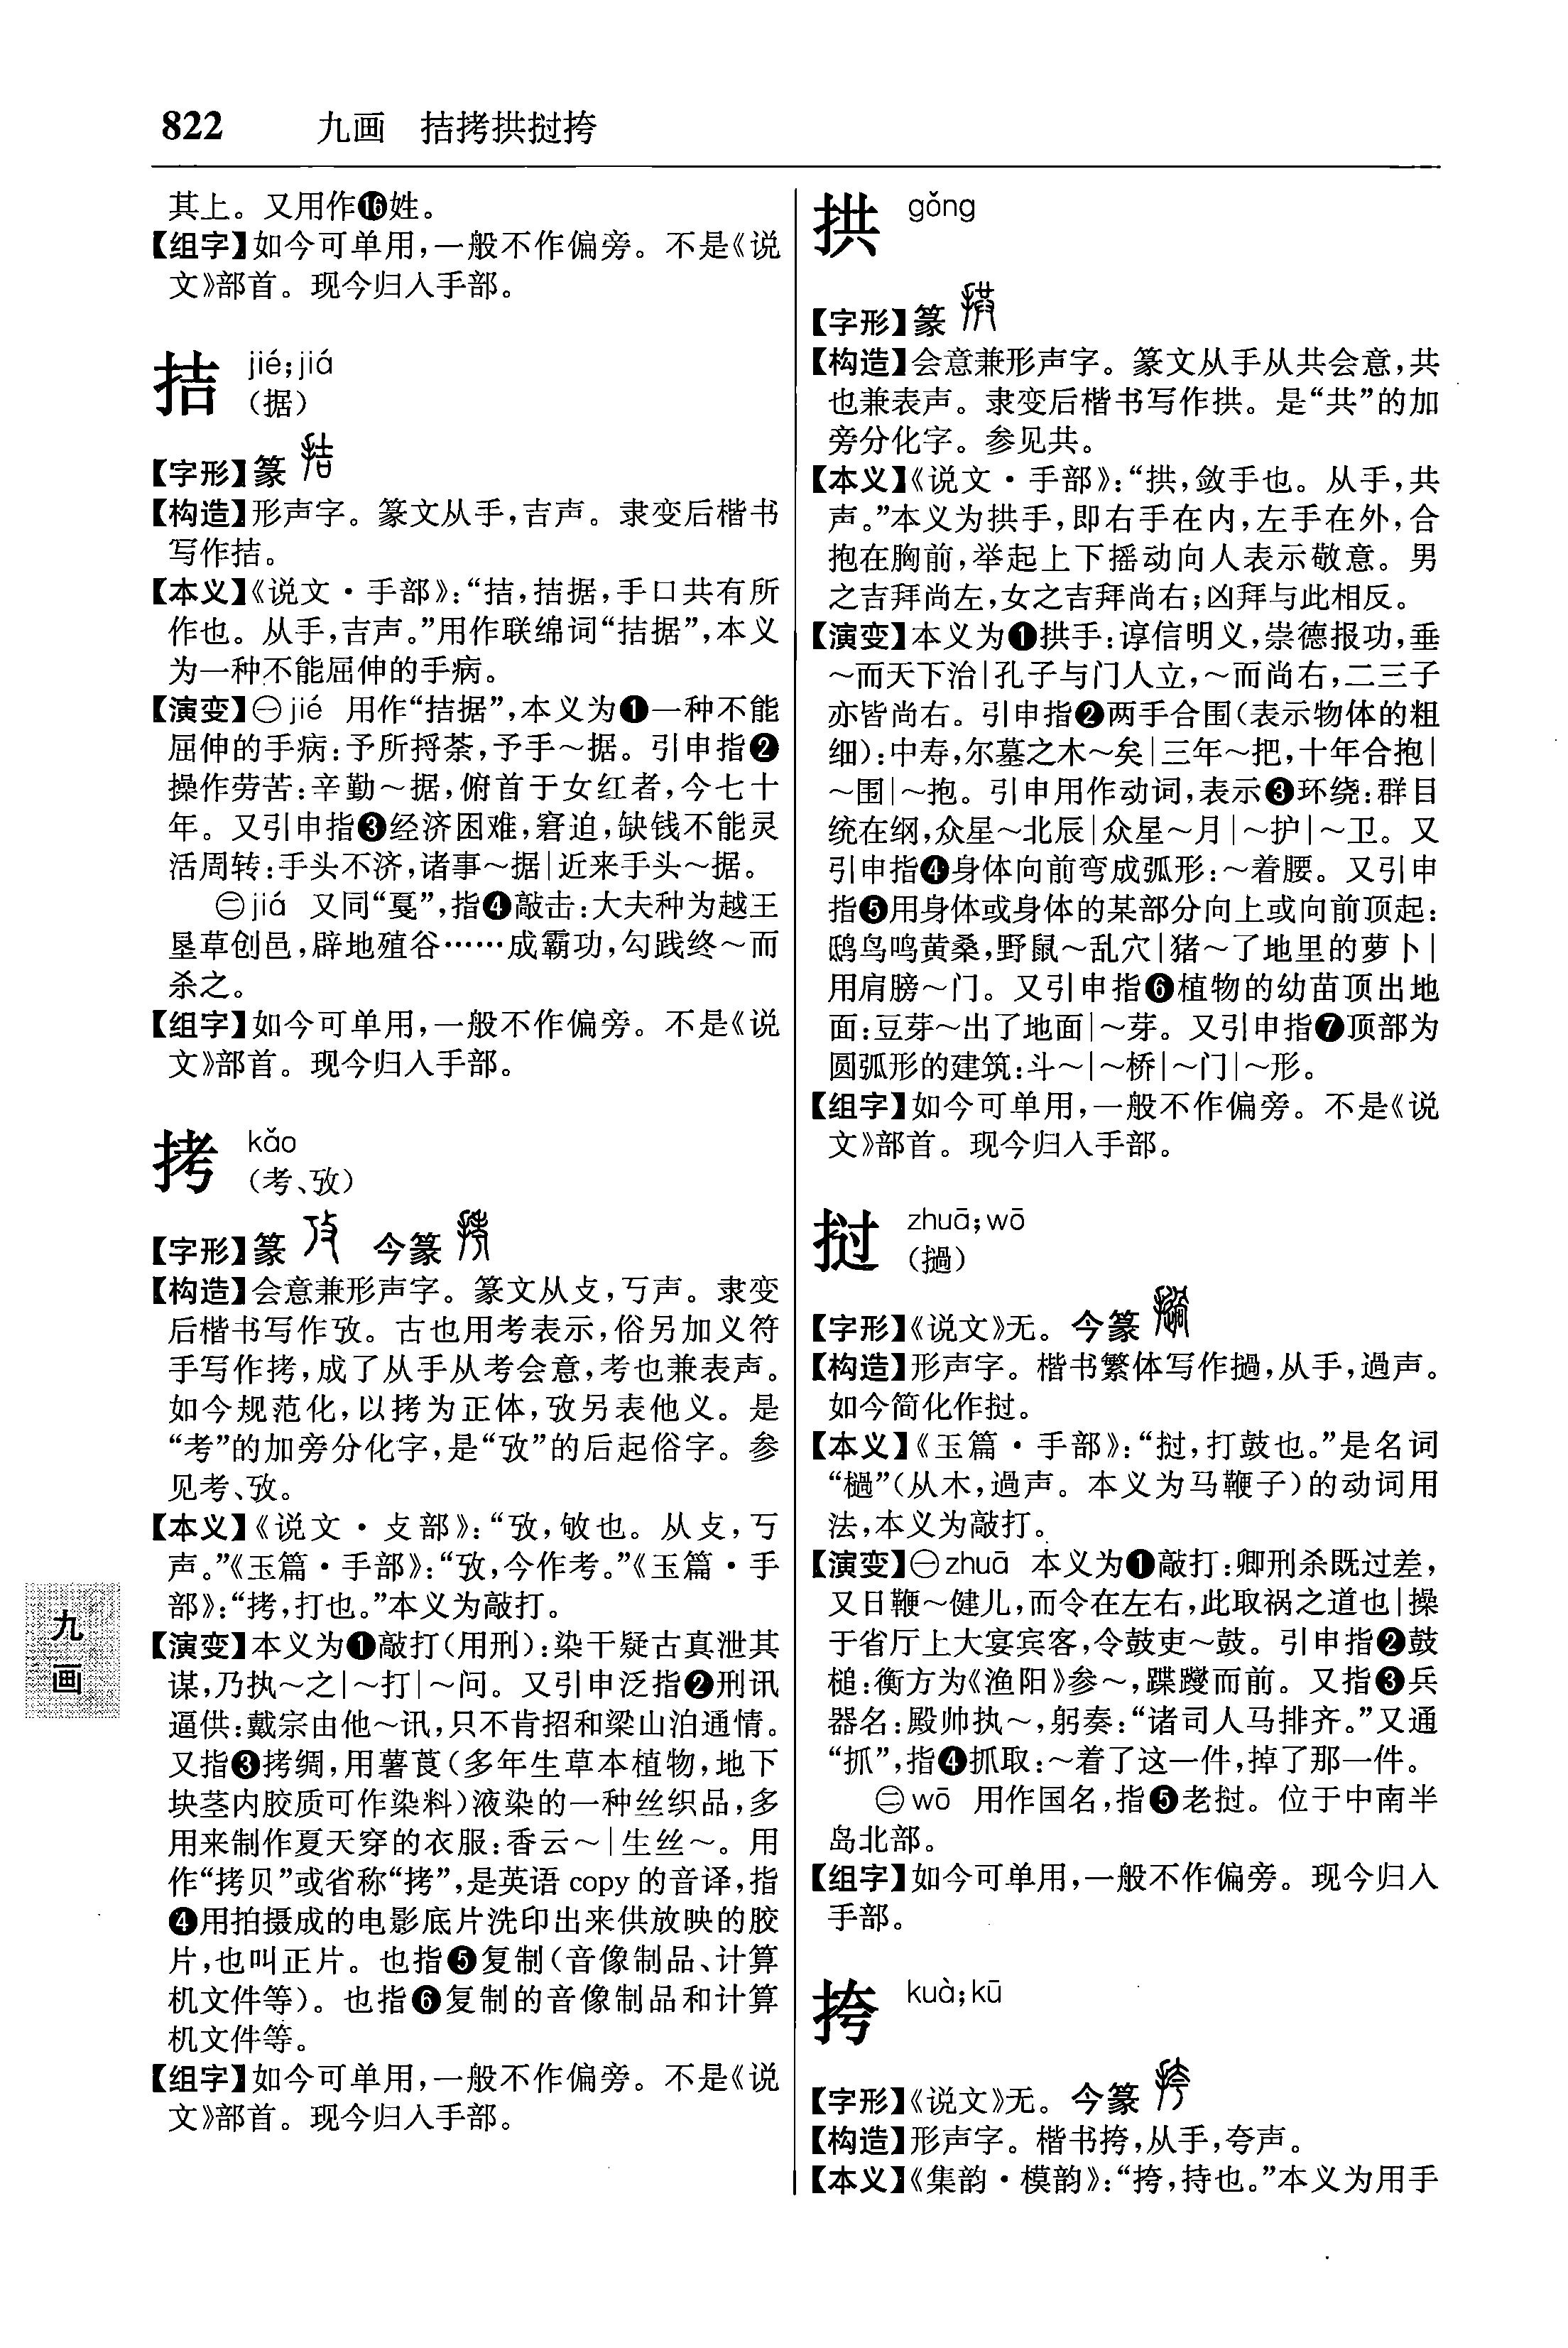 822 九画 拮拷拱挝挎
其上。又用作⓰姓。
【组字】如今可单用,一般不作偏旁。不是《说
文》部首。现今归入手部。
拮 jié;jiá
(据)
【字形】篆
【构造】形声字。篆文从手,吉声。隶变后楷书
写作拮。
【本义】《说文·手部》:“拮,拮据,手口共有所
作也。从手,吉声。”用作联绵词“拮据”,本义
为一种不能屈伸的手病。
【演变】㊀jié 用作“拮据”,本义为❶一种不能
屈伸的手病:予所捋荼,予手～据。引申指❷
操作劳苦:辛勤～据,俯首于女红者,今七十
年。又引申指❸经济困难,窘迫,缺钱不能灵
活周转:手头不济,诸事～据|近来手头～据。
㊁jiá 又同“戛”,指❹敲击:大夫种为越王
垦草创邑,辟地殖谷……成霸功,勾践终～而
杀之。
【组字】如今可单用,一般不作偏旁。不是《说
文》部首。现今归入手部。
拷 kǎo
(考、攷)
【字形】篆 今篆
【构造】会意兼形声字。篆文从攴,丂声。隶变
后楷书写作攷。古也用考表示,俗另加义符
手写作拷,成了从手从考会意,考也兼表声。
如今规范化,以拷为正体,攷另表他义。是
“考”的加旁分化字,是“攷”的后起俗字。参
见考、攷。
【本义】《说文·攴部》:“攷,敂也。从攴,丂
声。”《玉篇·手部》:“攷,今作考。”《玉篇·手
部》:“拷,打也。”本义为敲打。
【演变】本义为❶敲打(用刑):染干疑古真泄其
谋,乃执～之|～打|～问。又引申泛指❷刑讯
逼供:戴宗由他～讯,只不肯招和梁山泊通情。
又指❸拷绸,用薯莨(多年生草本植物,地下
块茎内胶质可作染料)液染的一种丝织品,多
用来制作夏天穿的衣服:香云～|生丝～。用
作“拷贝”或省称“拷”,是英语 copy 的音译,指
❹用拍摄成的电影底片洗印出来供放映的胶
片,也叫正片。也指❺复制(音像制品、计算
机文件等)。也指❻复制的音像制品和计算
机文件等。
【组字】如今可单用,一般不作偏旁。不是《说
文》部首。现今归入手部。
拱 gǒng
【字形】篆
【构造】会意兼形声字。篆文从手从共会意,共
也兼表声。隶变后楷书写作拱。是“共”的加
旁分化字。参见共。
【本义】《说文·手部》:“拱,敛手也。从手,共
声。”本义为拱手,即右手在内,左手在外,合
抱在胸前,举起上下摇动向人表示敬意。男
之吉拜尚左,女之吉拜尚右;凶拜与此相反。
【演变】本义为❶拱手:谆信明义,崇德报功,垂
～而天下治|孔子与门人立,～而尚右,二三子
亦皆尚右。引申指❷两手合围(表示物体的粗
细):中寿,尔墓之木～矣|三年～把,十年合抱|
～围|～抱。引申用作动词,表示❸环绕:群目
统在纲,众星～北辰|众星～月|～护|～卫。又
引申指❹身体向前弯成弧形:～着腰。又引申
指❺用身体或身体的某部分向上或向前顶起:
鸱鸟鸣黄桑,野鼠～乱穴|猪～了地里的萝卜|
用肩膀～门。又引申指❻植物的幼苗顶出地
面:豆芽～出了地面|～芽。又引申指❼顶部为
圆弧形的建筑:斗～|～桥|～门|～形。
【组字】如今可单用,一般不作偏旁。不是《说
文》部首。现今归入手部。
挝 zhuā;wō
(撾)
【字形】《说文》无。今篆
【构造】形声字。楷书繁体写作撾,从手,過声。
如今简化作挝。
【本义】《玉篇·手部》:“挝,打鼓也。”是名词
“檛”(从木,過声。本义为马鞭子)的动词用
法,本义为敲打。
【演变】㊀zhuā 本义为❶敲打:卿刑杀既过差,
又日鞭～健儿,而令在左右,此取祸之道也|操
于省厅上大宴宾客,令鼓吏～鼓。引申指❷鼓
槌:衡方为《渔阳》参～,蹀躞而前。又指❸兵
器名:殿帅执～,躬奏:“诸司人马排齐。”又通
“抓”,指❹抓取:～着了这一件,掉了那一件。
㊁wō 用作国名,指❺老挝。位于中南半
岛北部。
【组字】如今可单用,一般不作偏旁。现今归入
手部。
挎 kuà;kū
【字形】《说文》无。今篆
【构造】形声字。楷书挎,从手,夸声。
【本义】《集韵·模韵》:“挎,持也。”本义为用手
九画